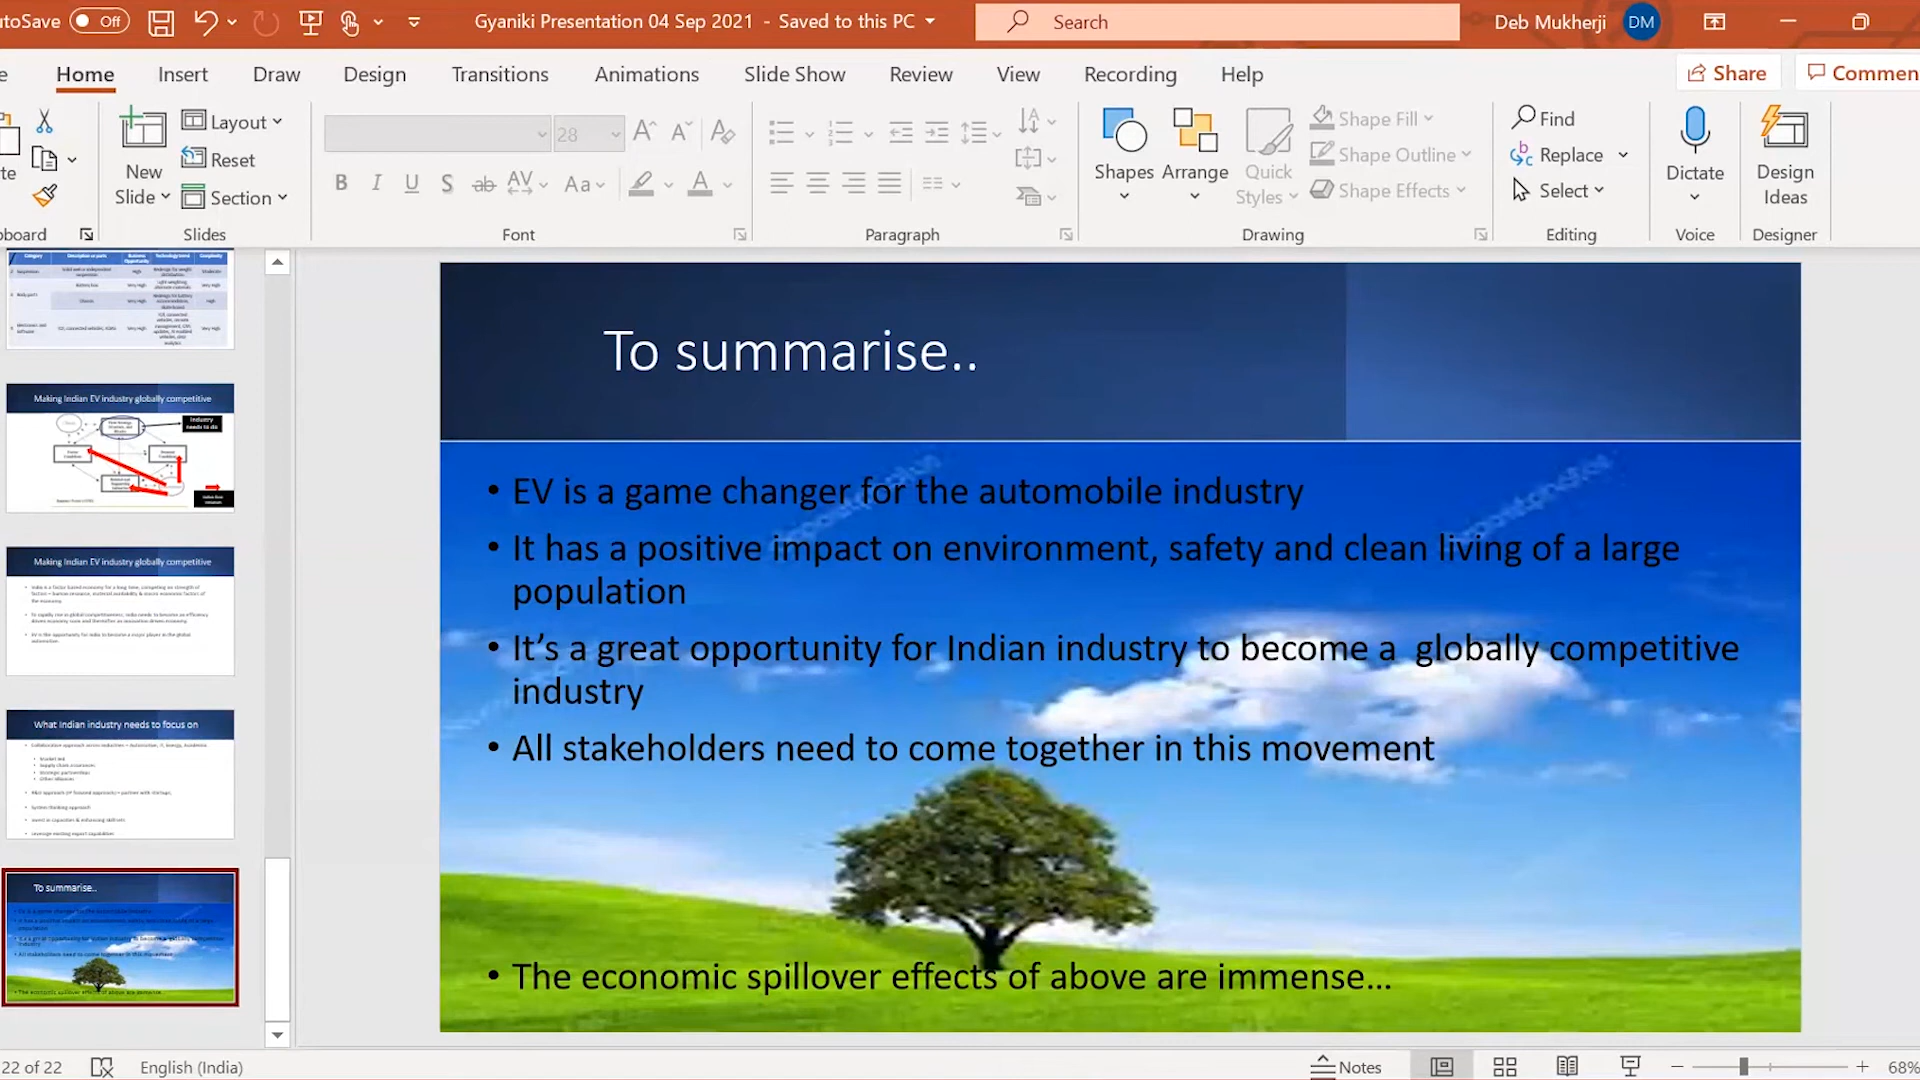 utoSave Off Gyaniki Presentation 04 Sep 2021 - Saved to this PC Search Deb Mukherji DM
e Home Insert Draw Design Transitions Animations Slide Show Review View Recording Help Share Commen
te New Slide Layout Reset Section 28 Shapes Arrange Quick Styles Shape Fill Shape Outline Shape Effects Find Replace Select Dictate Design Ideas
board Slides Font Paragraph Drawing Editing Voice Designer
Making Indian EV industry globally competitive
Industry needs to do
Making Indian EV industry globally competitive
What Indian industry needs to focus on
To summarise..
To summarise..
• EV is a game changer for the automobile industry
• It has a positive impact on environment, safety and clean living of a large
population
• It’s a great opportunity for Indian industry to become a globally competitive
industry
• All stakeholders need to come together in this movement
• The economic spillover effects of above are immense...
22 of 22 English (India) Notes 68%